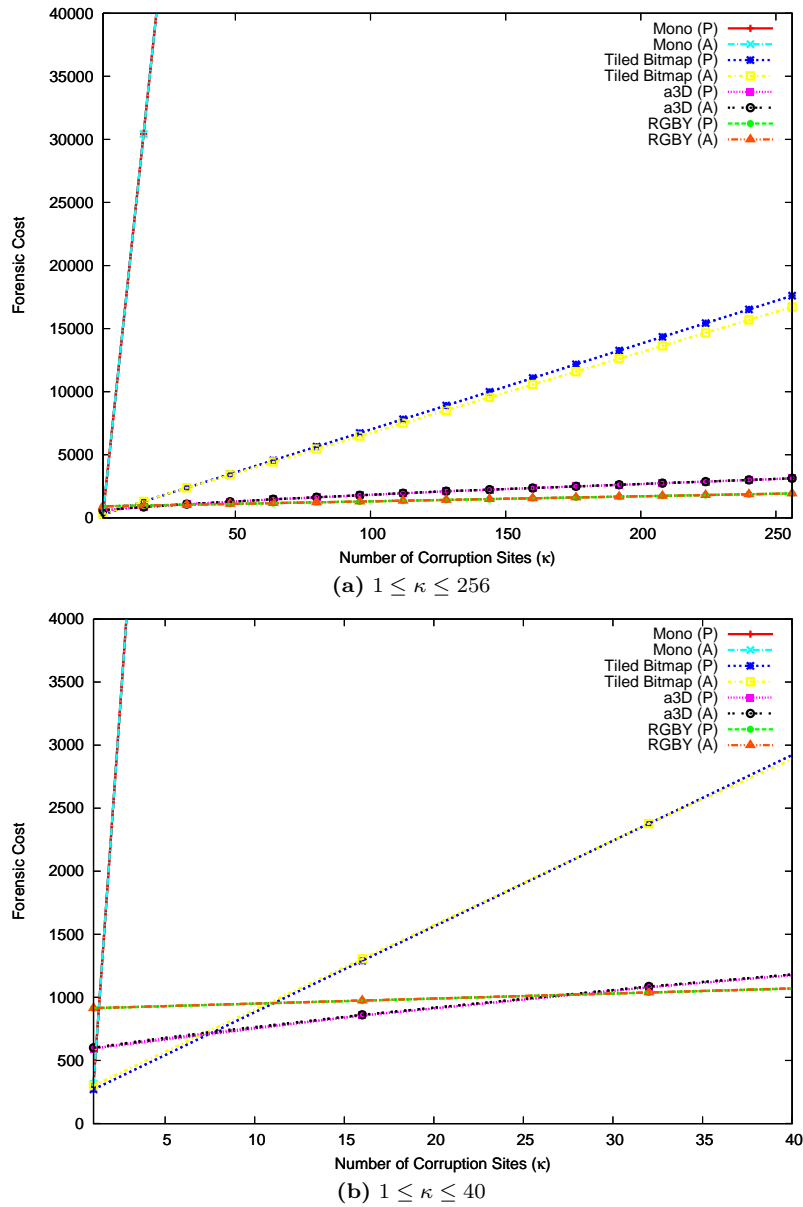 40000
35000
30000
25000
20000
15000
10000
5000
0
Forensic Cost
Mono (P)
Mono (A)
Tiled Bitmap (P)
Tiled Bitmap (A)
a3D (P)
a3D (A)
RGBY (P)
RGBY (A)
50 100 150 200 250
Number of Corruption Sites (κ)
(a) 1 ≤ κ ≤ 256
4000
3500
3000
2500
2000
1500
1000
500
0
Forensic Cost
Mono (P)
Mono (A)
Tiled Bitmap (P)
Tiled Bitmap (A)
a3D (P)
a3D (A)
RGBY (P)
RGBY (A)
5 10 15 20 25 30 35 40
Number of Corruption Sites (κ)
(b) 1 ≤ κ ≤ 40